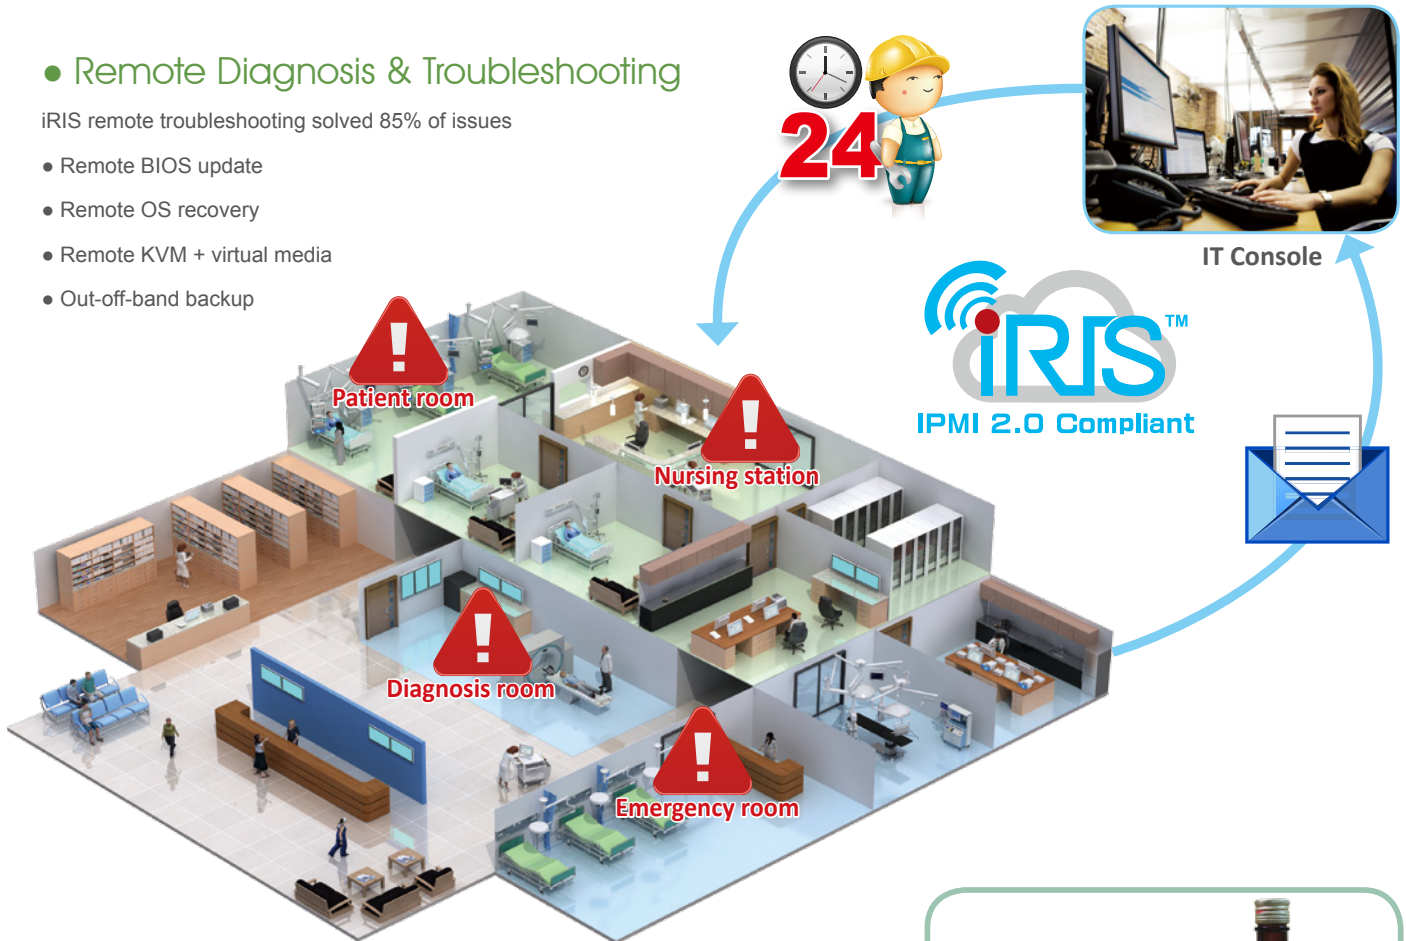 ● Remote Diagnosis & Troubleshooting
iRIS remote troubleshooting solved 85% of issues
● Remote BIOS update
● Remote OS recovery
● Remote KVM + virtual media
● Out-off-band backup
24
IT Console
iRIS™
IPMI 2.0 Compliant
Patient room
Nursing station
Diagnosis room
Emergency room